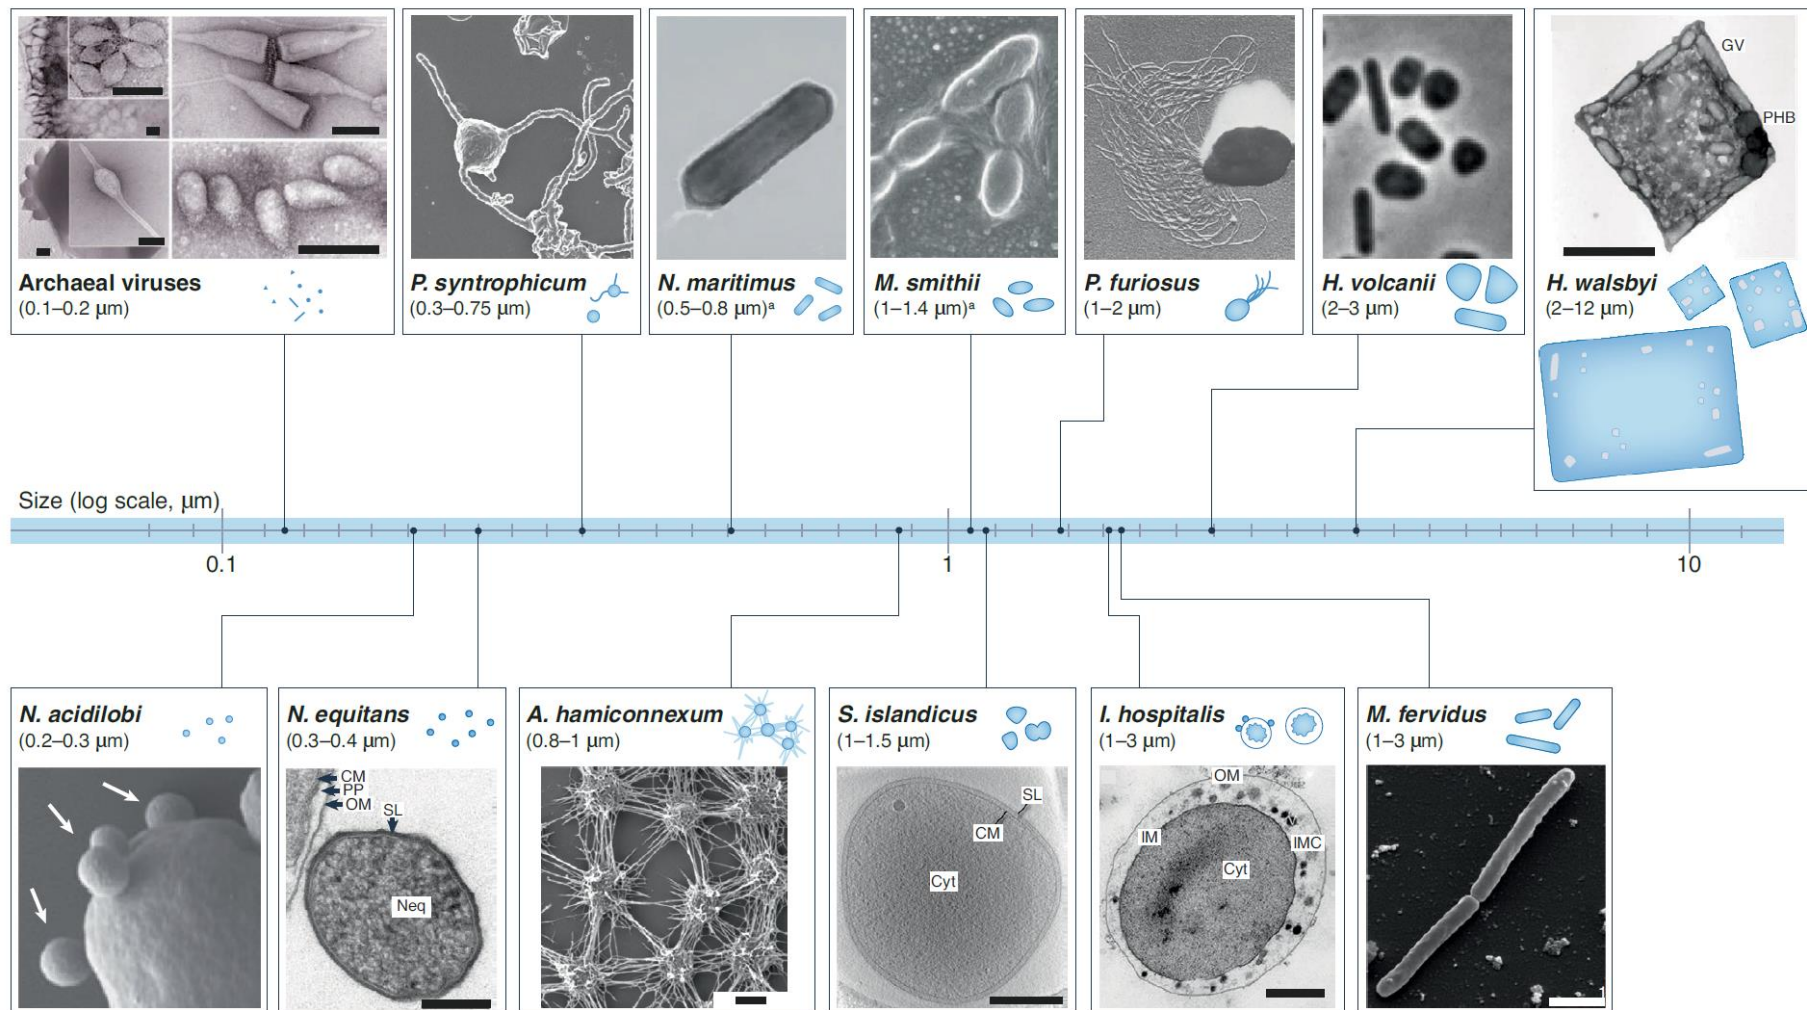 GV
PHB
Archaeal viruses
(0.1–0.2 μm)
P. syntrophicum
(0.3–0.75 μm)
N. maritimus
(0.5–0.8 μm)ᵃ
M. smithii
(1–1.4 μm)ᵃ
P. furiosus
(1–2 μm)
H. volcanii
(2–3 μm)
H. walsbyi
(2–12 μm)
Size (log scale, μm)
0.1
1
10
N. acidilobi
(0.2–0.3 μm)
N. equitans
(0.3–0.4 μm)
CM
PP
OM
SL
Neq
A. hamiconnexum
(0.8–1 μm)
S. islandicus
(1–1.5 μm)
SL
CM
Cyt
I. hospitalis
(1–3 μm)
OM
IM
IMC
Cyt
M. fervidus
(1–3 μm)
1